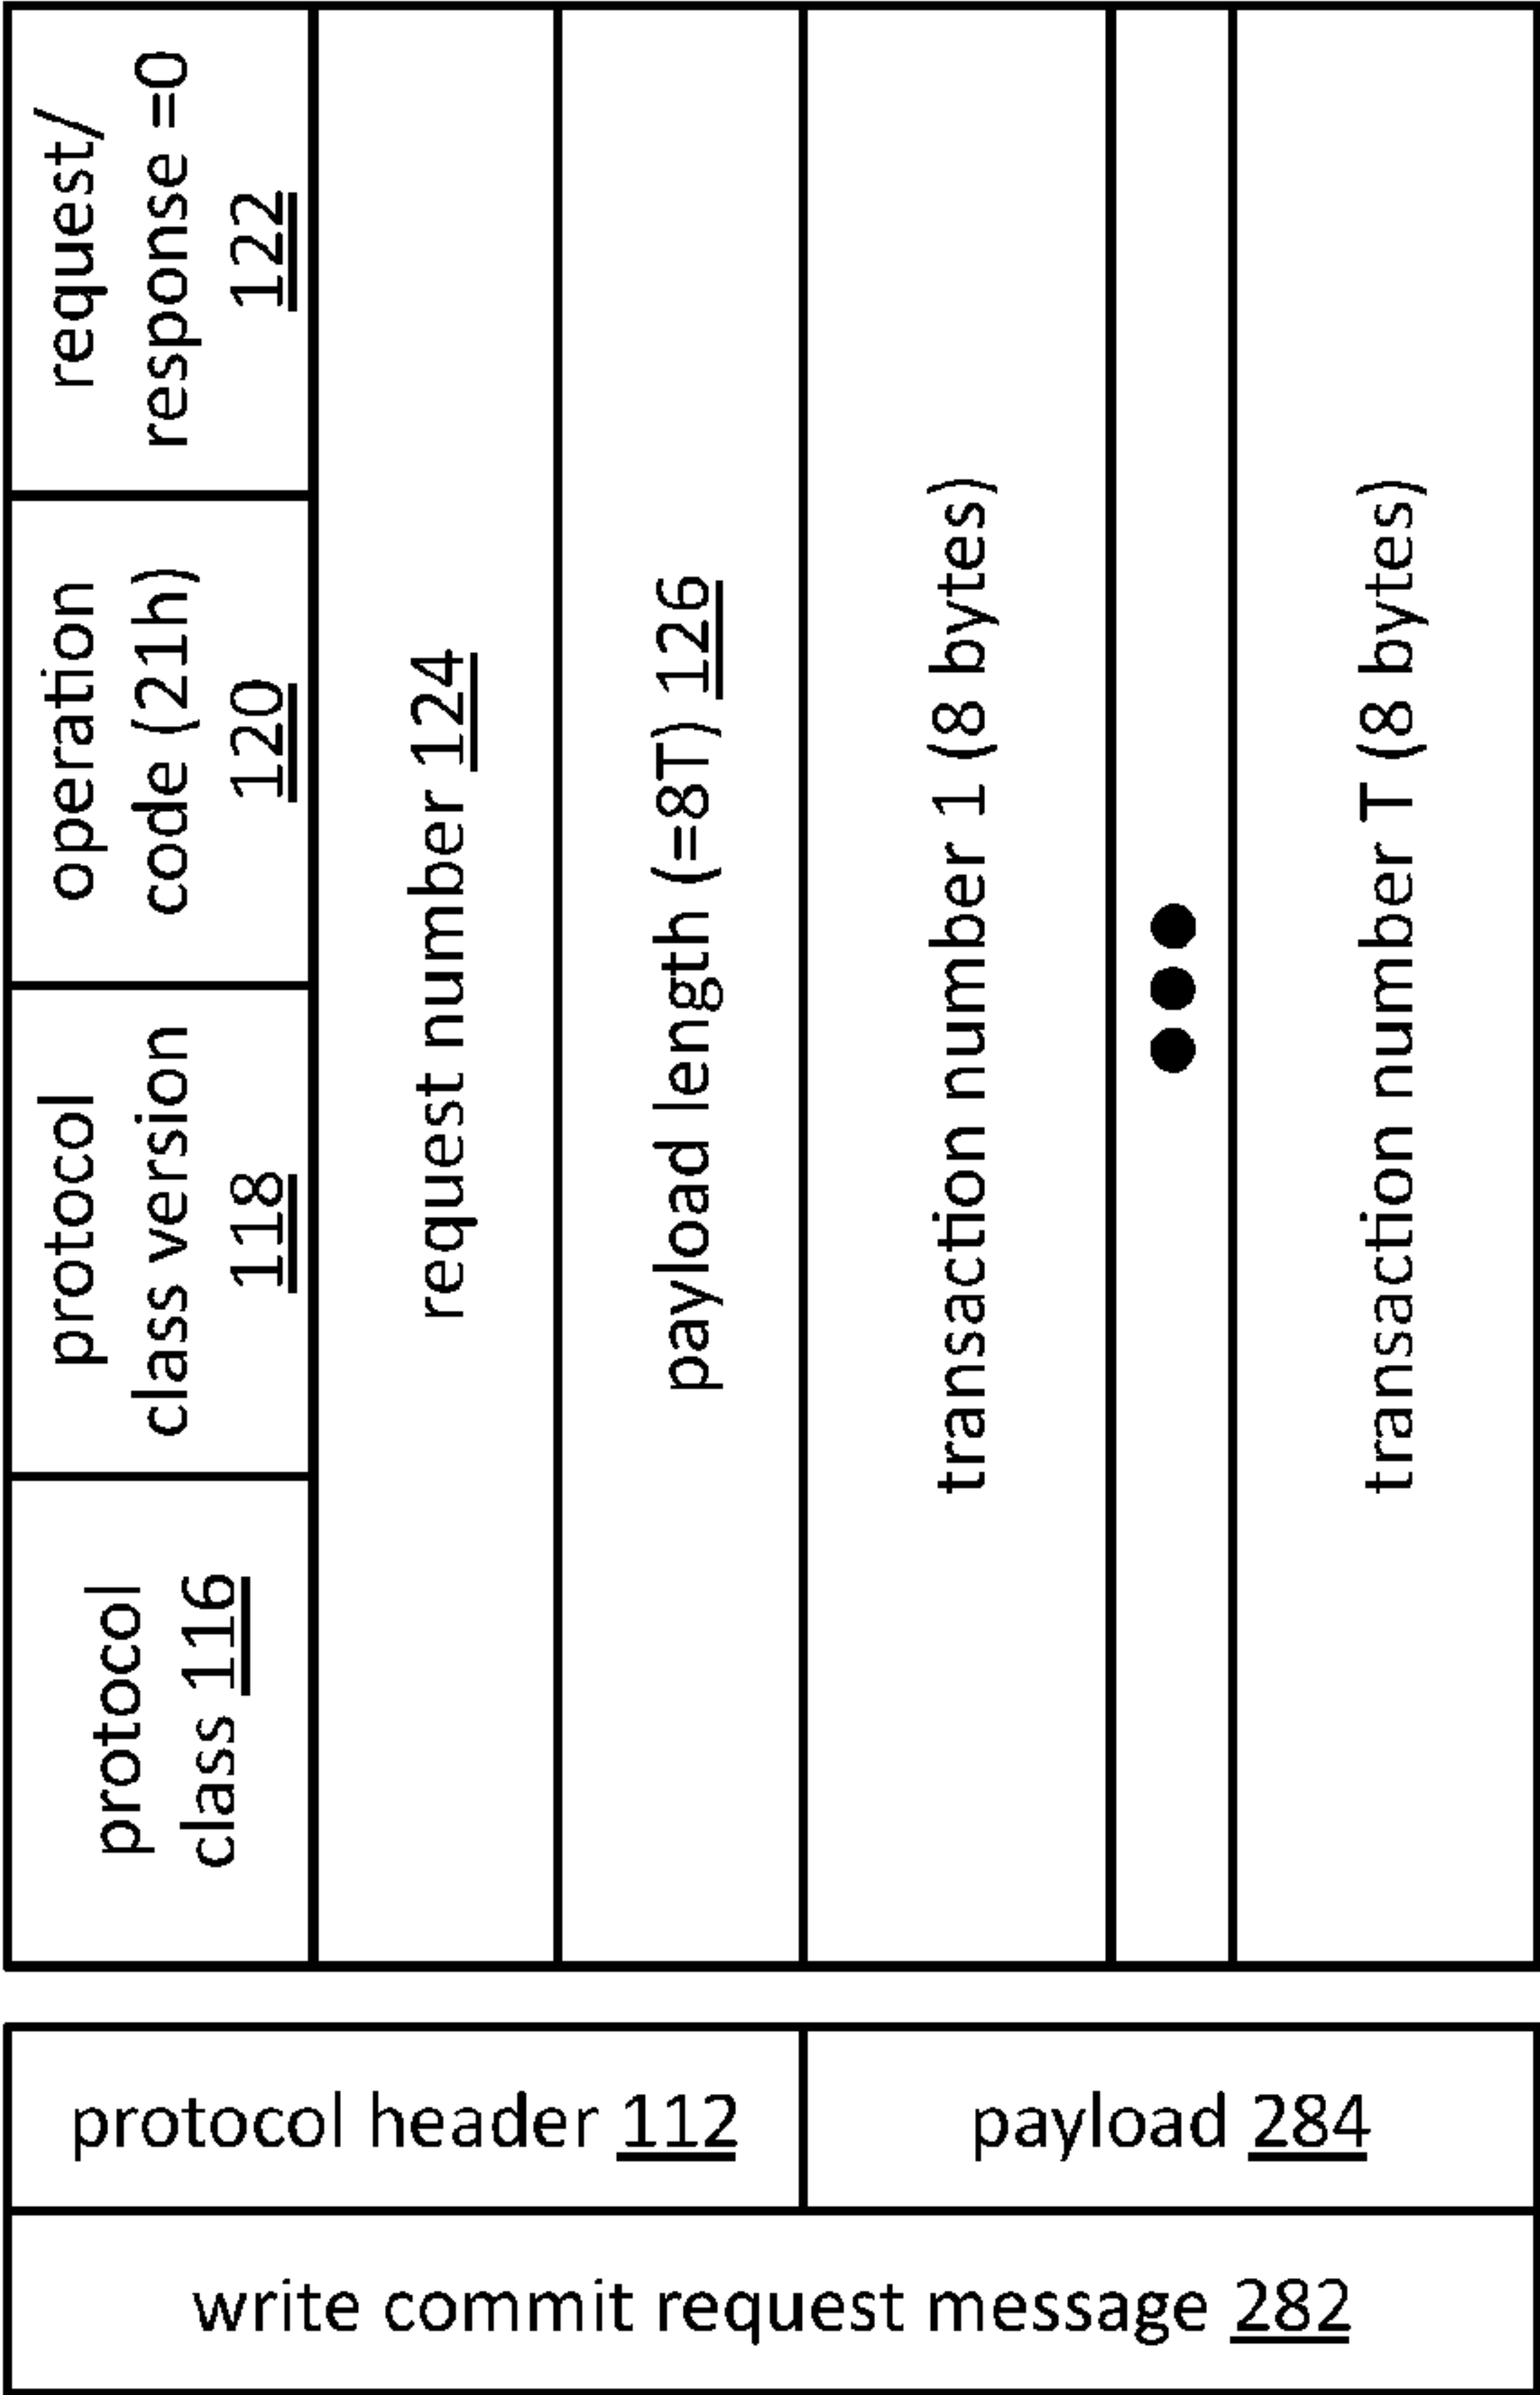 write commit request message 282
protocol header 112
payload 284
protocol
class 116
protocol
class version
118
operation
code (21h)
120
request/
response =0
122
request number 124
payload length (=8T) 126
transaction number 1 (8 bytes)
●●●
transaction number T (8 bytes)